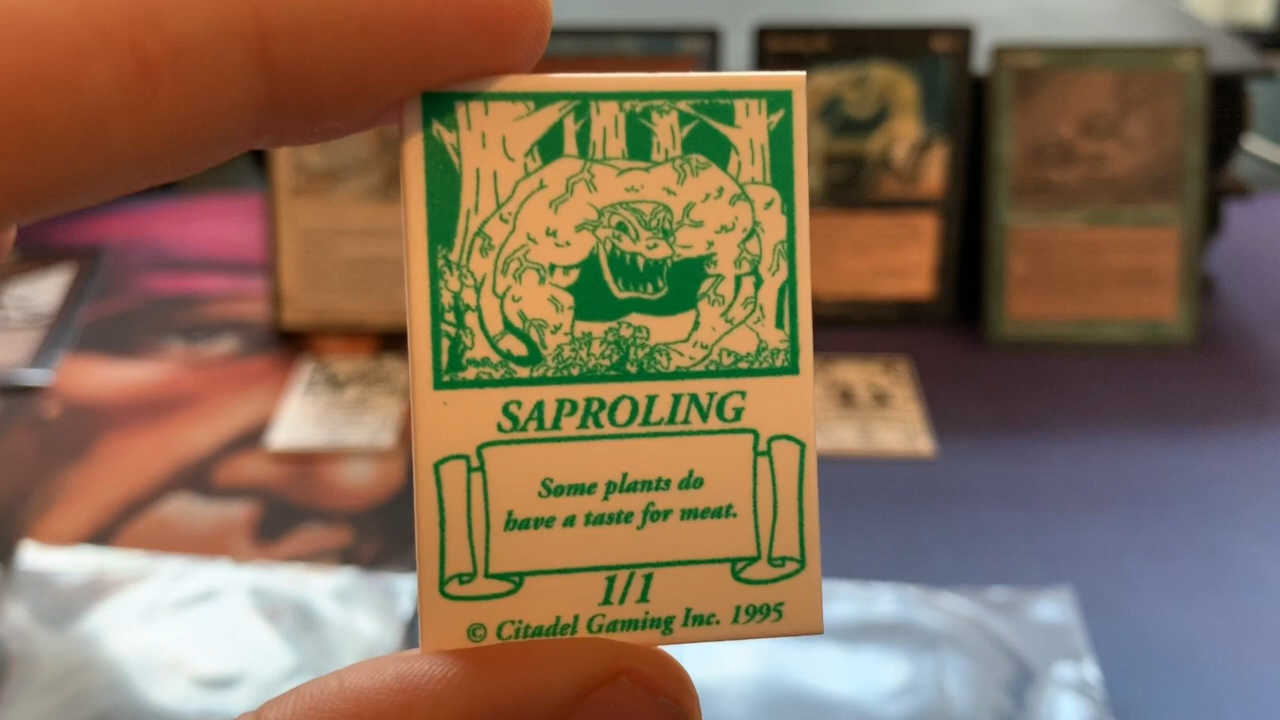 SAPROLING
Some plants do
have a taste for meat.
1/1
© Citadel Gaming Inc. 1995